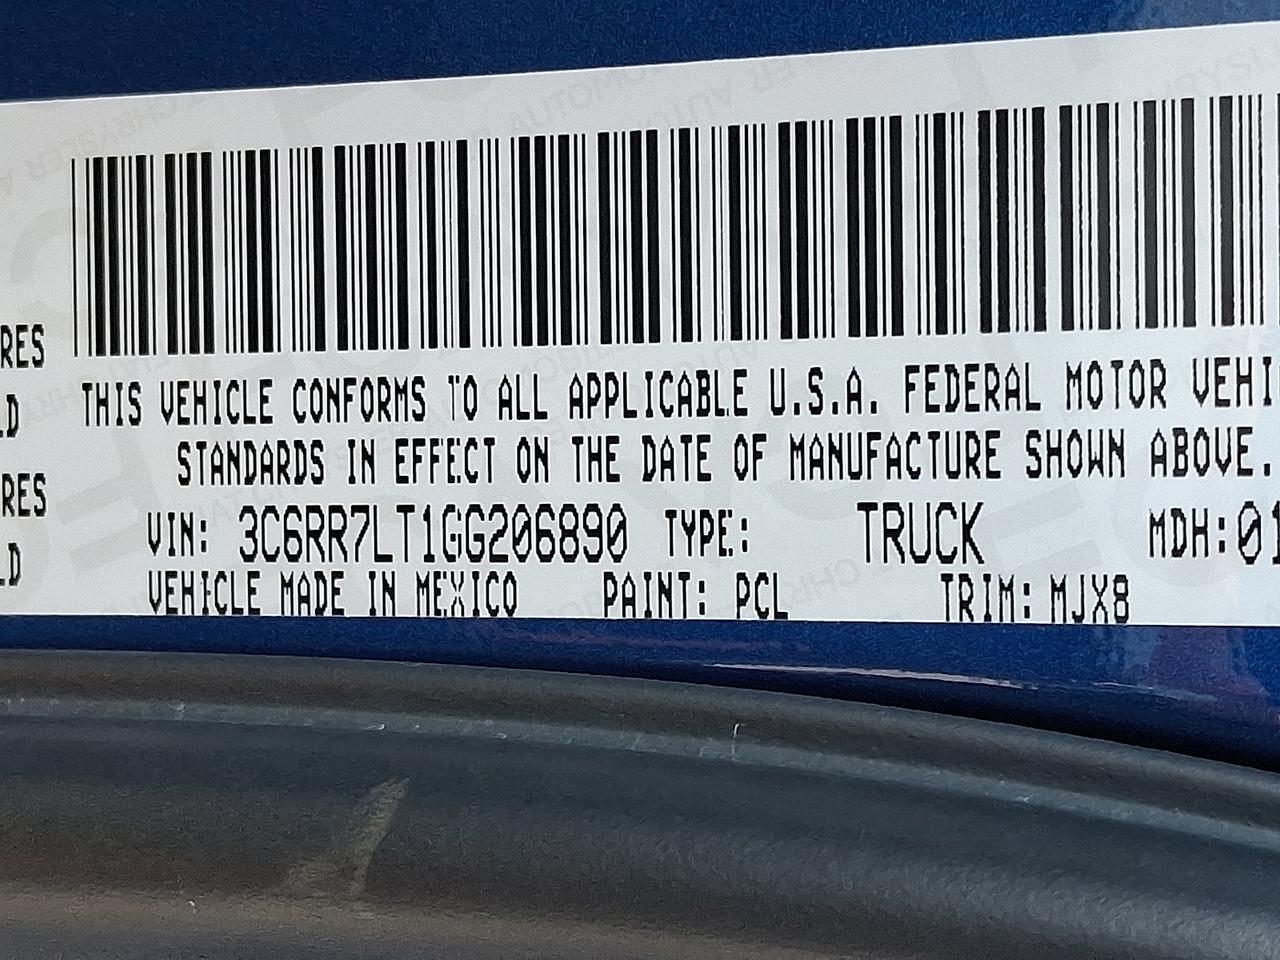 RES
LD
RES
LD
THIS VEHICLE CONFORMS TO ALL APPLICABLE U.S.A. FEDERAL MOTOR VEHI
STANDARDS IN EFFECT ON THE DATE OF MANUFACTURE SHOWN ABOVE.
VIN: 3C6RR7LT1GG206890 TYPE: TRUCK MDH:01
VEHICLE MADE IN MEXICO PAINT: PCL TRIM: MJX8